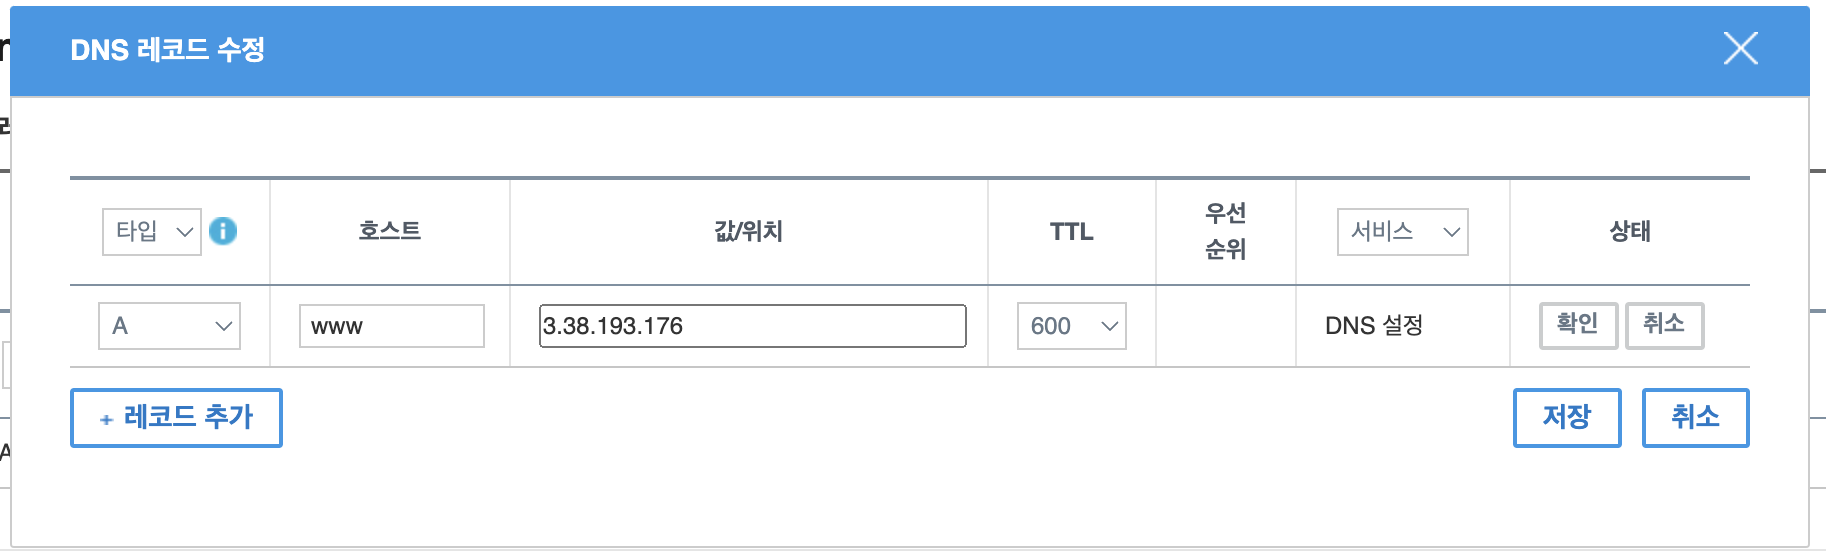 DNS 레코드 수정
타입 호스트 값/위치 TTL 우선 순위 서비스 상태
A www 3.38.193.176 600 DNS 설정 확인 취소
+ 레코드 추가 저장 취소